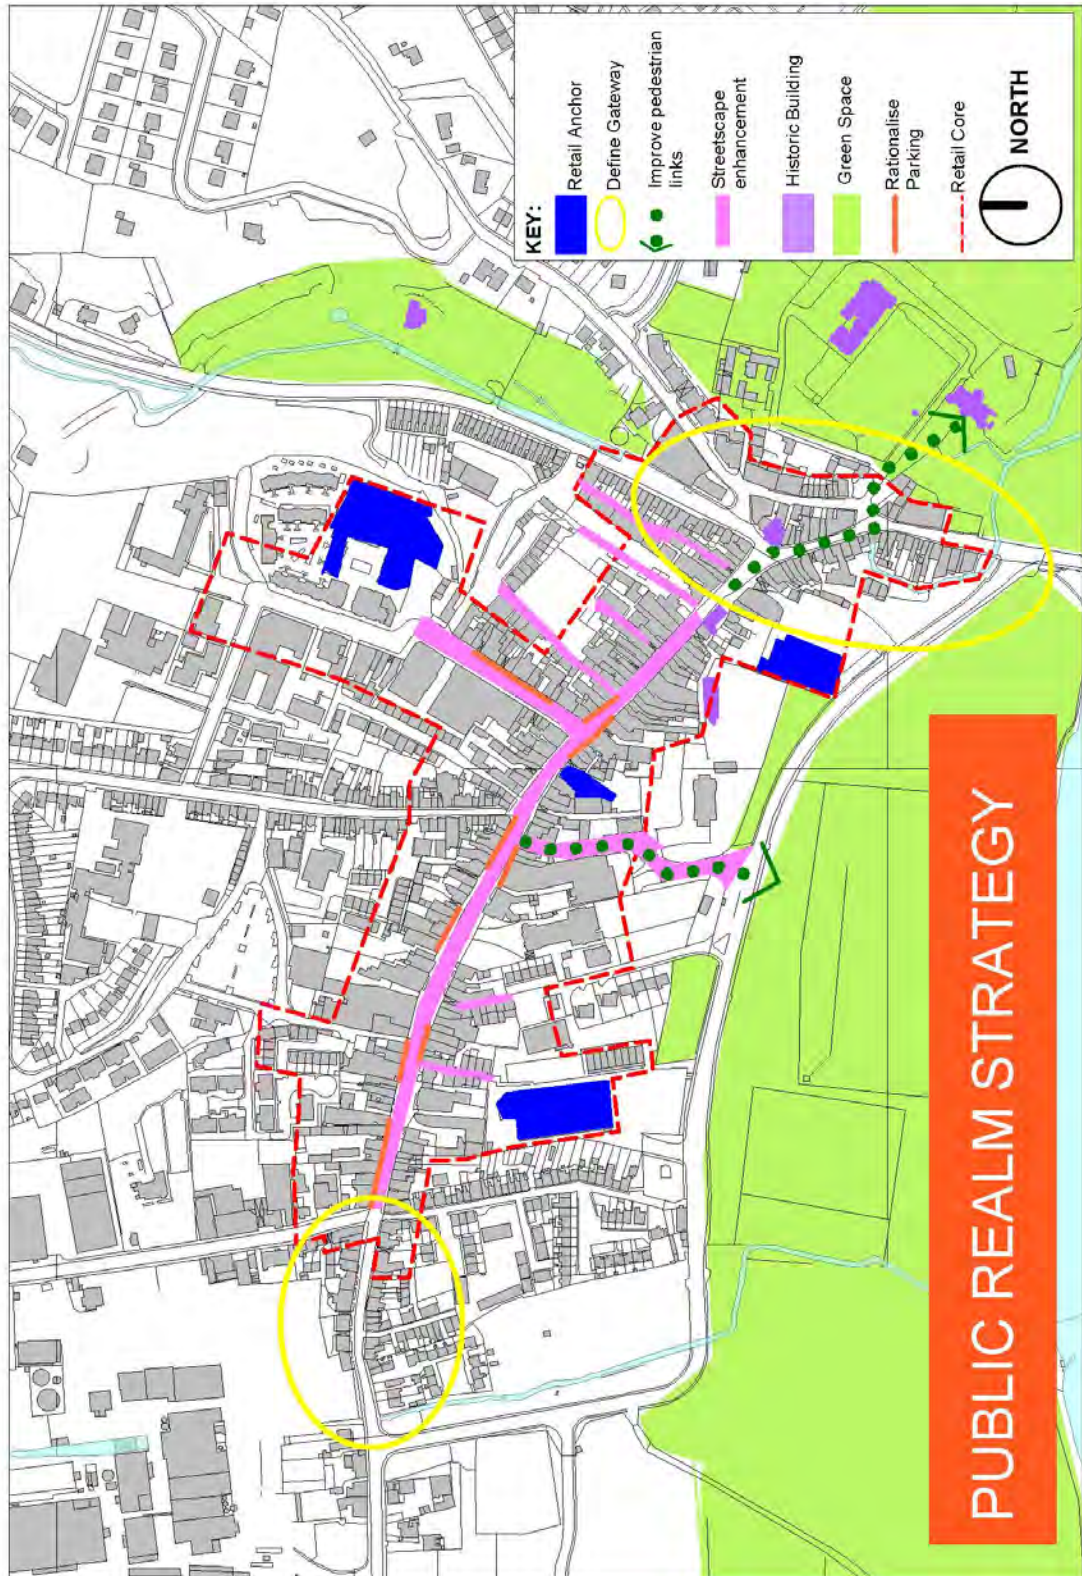 KEY:
Retail Anchor
Define Gateway
Improve pedestrian
links
Streetscape
enhancement
Historic Building
Green Space
Rationalise
Parking
Retail Core
NORTH
PUBLIC REALM STRATEGY